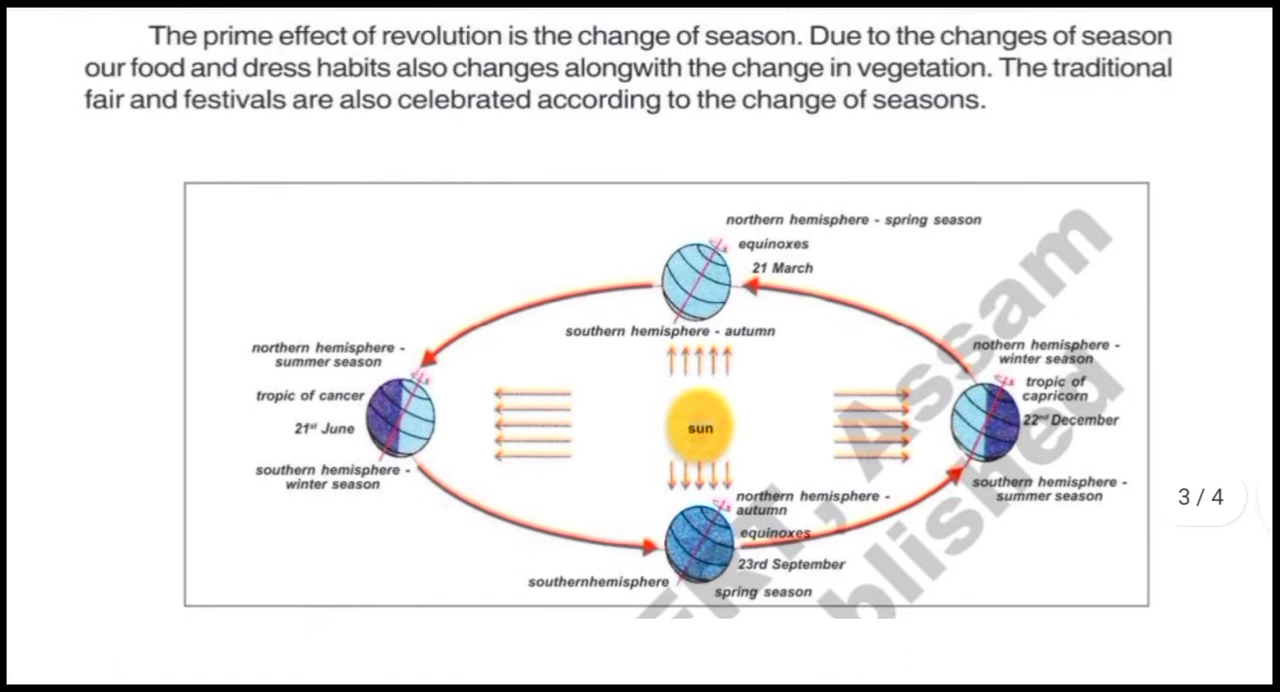 The prime effect of revolution is the change of season. Due to the changes of season
our food and dress habits also changes alongwith the change in vegetation. The traditional
fair and festivals are also celebrated according to the change of seasons.
northern hemisphere - spring season
equinoxes
21 March
southern hemisphere - autumn
northern hemisphere -
summer season
tropic of cancer
21st June
southern hemisphere -
winter season
sun
nothern hemisphere -
winter season
tropic of
capricorn
22nd December
southern hemisphere -
summer season
northern hemisphere -
autumn
equinoxes
23rd September
southernhemisphere
spring season
3 / 4
, Assam
blished